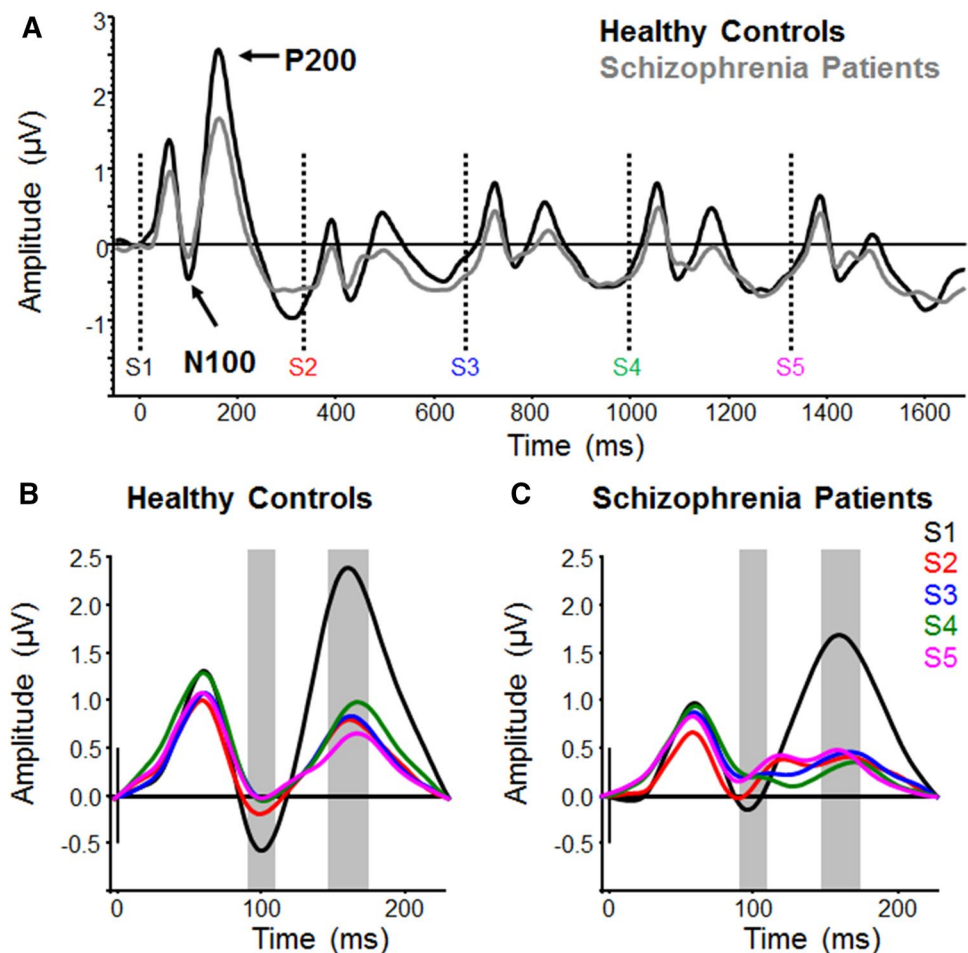 A
Healthy Controls
Schizophrenia Patients
P200
N100
Amplitude (µV)
3
2
1
0
-1
S1
S2
S3
S4
S5
0 200 400 600 800 1000 1200 1400 1600
Time (ms)
B
Healthy Controls
Amplitude (µV)
2.5
2.0
1.5
1.0
0.5
0.0
-0.5
0 100 200
Time (ms)
C
Schizophrenia Patients
S1
S2
S3
S4
S5
Amplitude (µV)
2.5
2.0
1.5
1.0
0.5
0.0
-0.5
0 100 200
Time (ms)